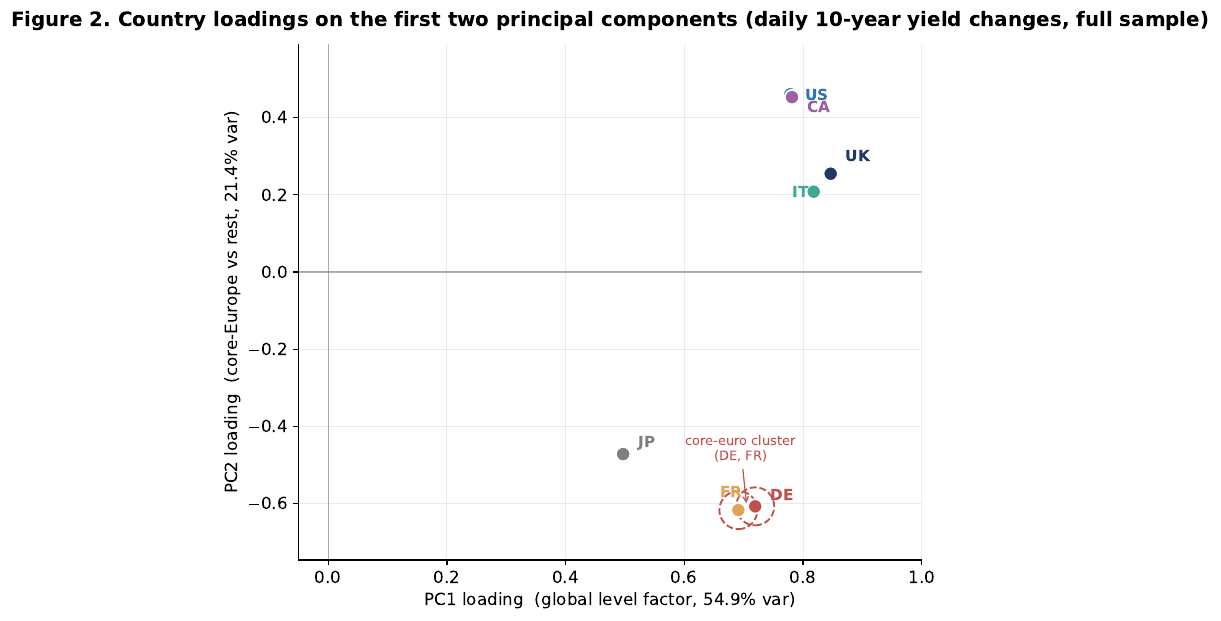 Figure 2. Country loadings on the first two principal components (daily 10-year yield changes, full sample)
PC2 loading  (core-Europe vs rest, 21.4% var)
0.4
0.2
0.0
−0.2
−0.4
−0.6
US
CA
UK
IT
JP
core-euro cluster
(DE, FR)
FR
DE
0.0
0.2
0.4
0.6
0.8
1.0
PC1 loading  (global level factor, 54.9% var)